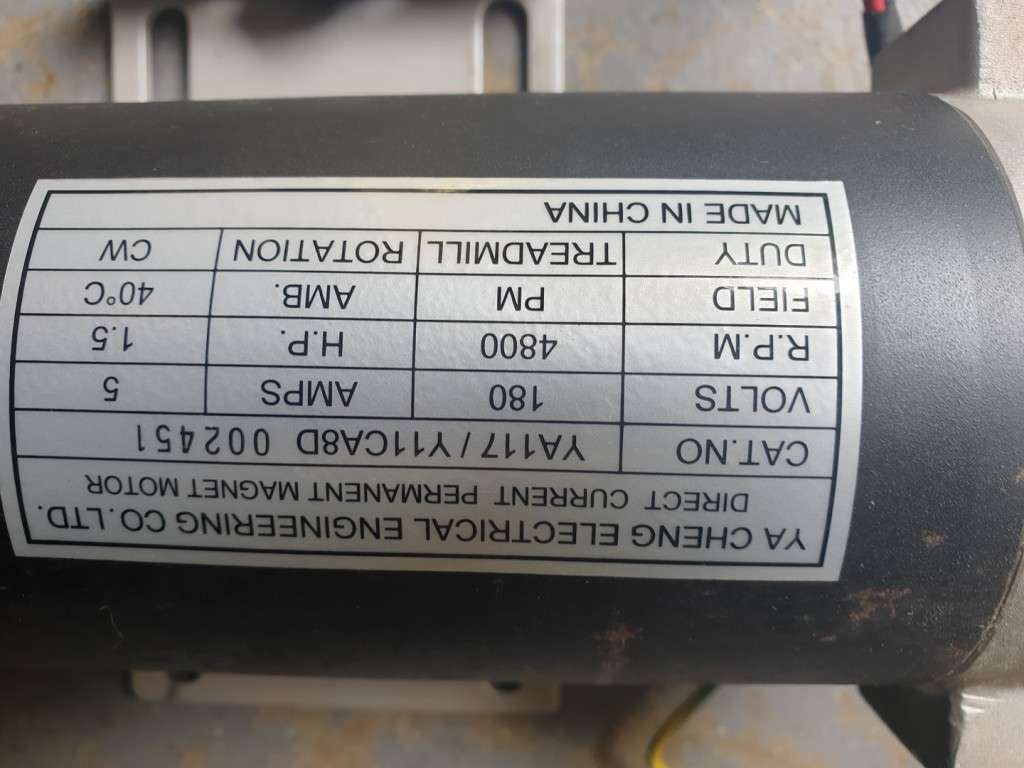 YA CHENG ELECTRICAL ENGINEERING CO.LTD.
DIRECT CURRENT PERMANENT MAGNET MOTOR
CAT.NO YA117/Y11CA8D 002451
VOLTS 180 AMPS 5
R.P.M 4800 H.P. 1.5
FIELD PM AMB. 40°C
DUTY TREADMILL ROTATION CW
MADE IN CHINA